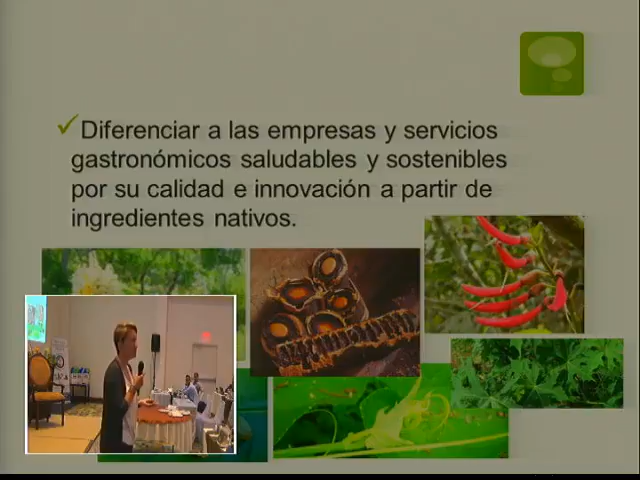 Diferenciar a las empresas y servicios
gastronómicos saludables y sostenibles
por su calidad e innovación a partir de
ingredientes nativos.